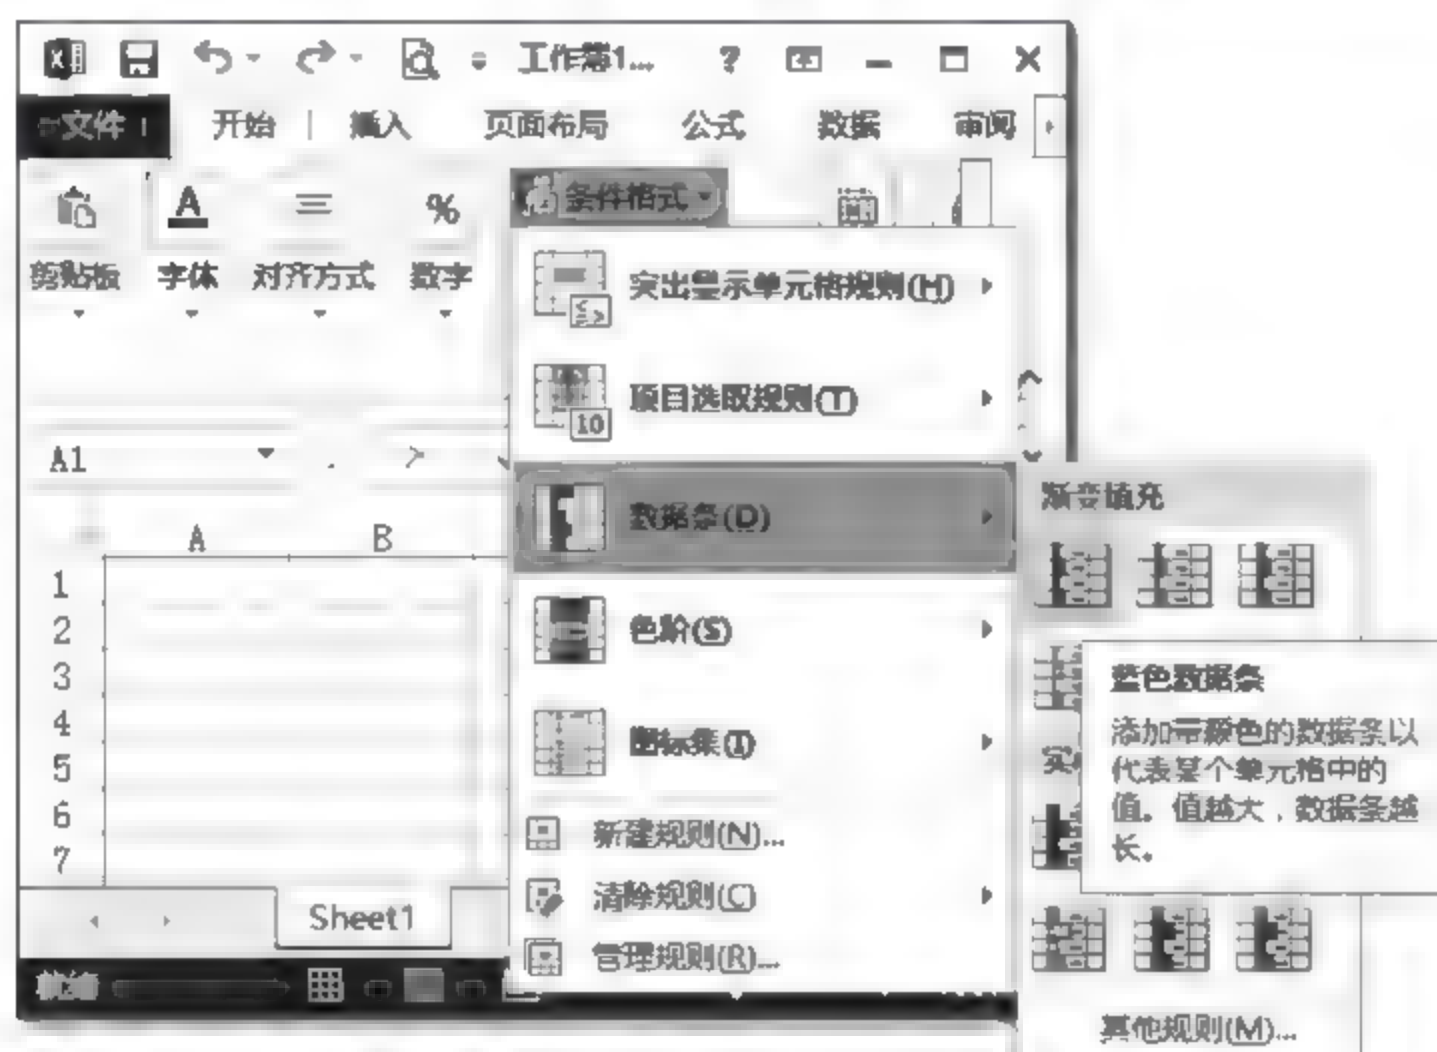 工作簿1...
?
文件
开始
插入
页面布局
公式
数据
审阅
剪贴板
A
字体
对齐方式
%
数字
条件格式
突出显示单元格规则(H)
10
项目选取规则(T)
数据条(D)
色阶(S)
图标集(I)
新建规则(N)...
清除规则(C)
管理规则(R)...
A1
A
B
1
2
3
4
5
6
7
Sheet1
就绪
渐变填充
蓝色数据条
添加带颜色的数据条以
代表某个单元格中的
值。值越大，数据条越
长。
其他规则(M)...